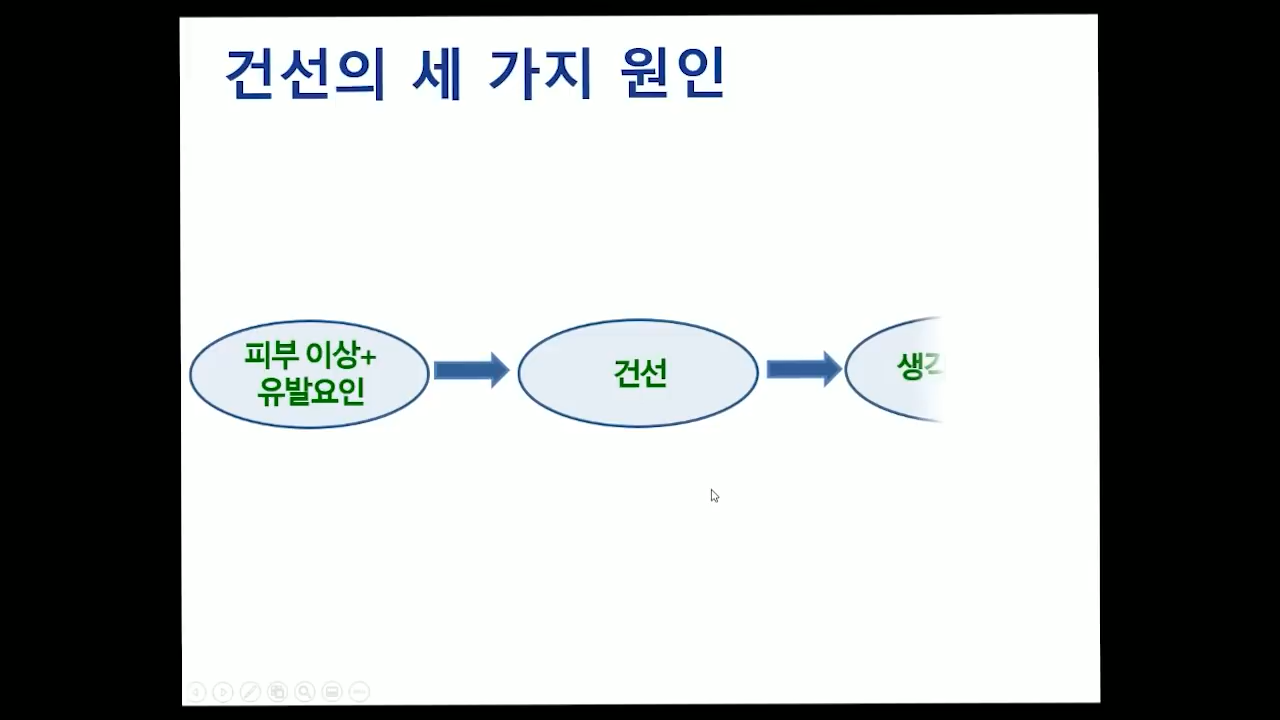 건선의 세 가지 원인
피부 이상+
유발요인
건선